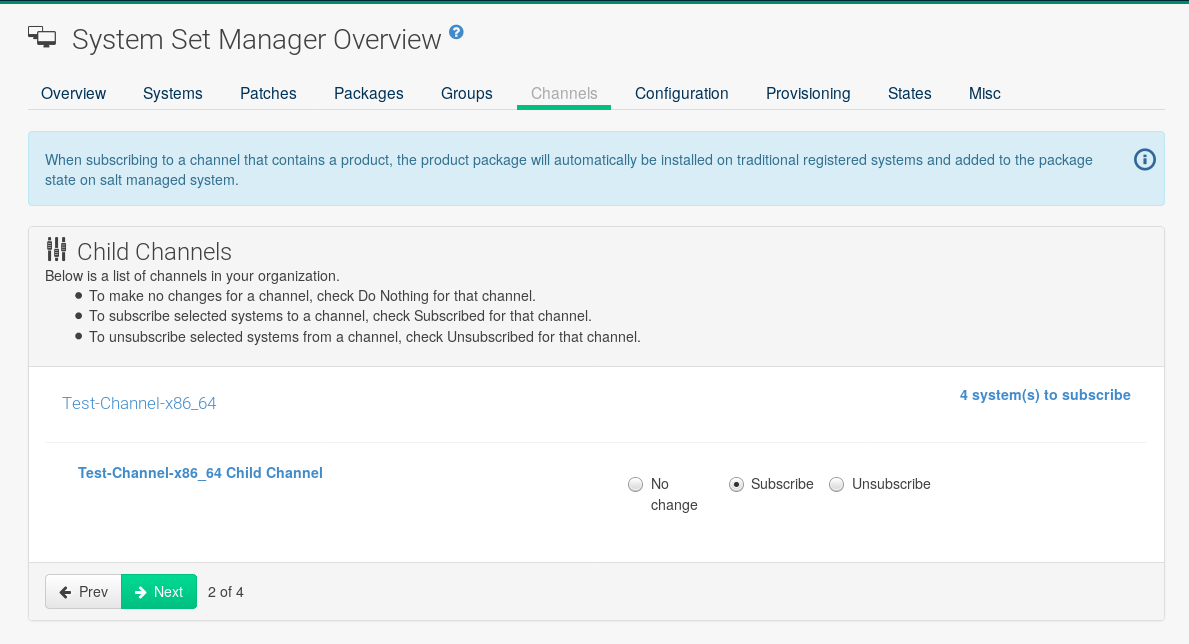 System Set Manager Overview ?
Overview Systems Patches Packages Groups Channels Configuration Provisioning States Misc
When subscribing to a channel that contains a product, the product package will automatically be installed on traditional registered systems and added to the package
state on salt managed system.
Child Channels
Below is a list of channels in your organization.
• To make no changes for a channel, check Do Nothing for that channel.
• To subscribe selected systems to a channel, check Subscribed for that channel.
• To unsubscribe selected systems from a channel, check Unsubscribed for that channel.
4 system(s) to subscribe
Test-Channel-x86_64
Test-Channel-x86_64 Child Channel
No Subscribe Unsubscribe
change
Prev Next 2 of 4